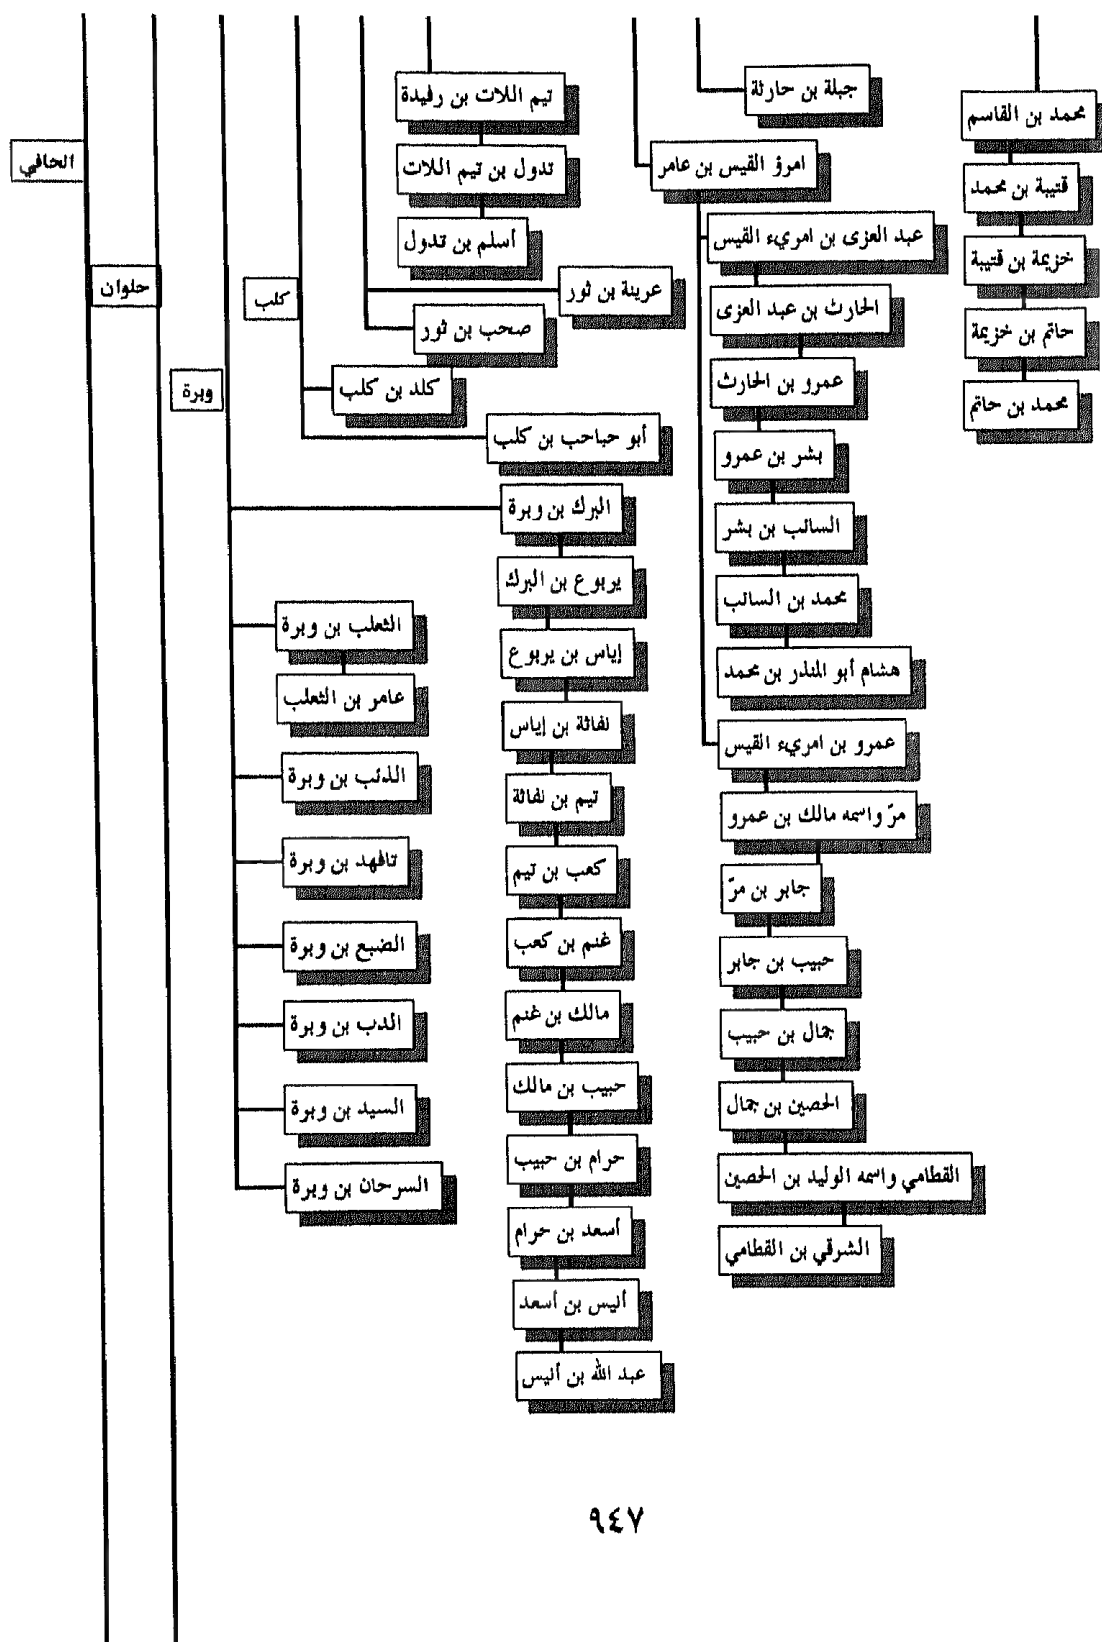 محمد بن القاسم
قتيبة بن محمد
خزيمة بن قتيبة
حاتم بن خزيمة
محمد بن حاتم
جبلة بن حارثة
امرؤ القيس بن عامر
عبد العزى بن امريء القيس
الحارث بن عبد العزى
عمرو بن الحارث
بشر بن عمرو
السائب بن بشر
محمد بن السائب
هشام أبو المنذر بن محمد
عمرو بن امريء القيس
مرّ واسمه مالك بن عمرو
جابر بن مرّ
حبيب بن جابر
جمال بن حبيب
الحصين بن جمال
القطامي واسمه الوليد بن الحصين
الشرقي بن القطامي
تيم اللات بن رفيدة
تدول بن تيم اللات
أسلم بن تدول
عرينة بن ثور
صحب بن ثور
كلب
كلد بن كلب
أبو حباحب بن كلب
وبرة
البرك بن وبرة
يربوع بن البرك
إياس بن يربوع
نفاثة بن إياس
تيم بن نفاثة
كعب بن تيم
غنم بن كعب
مالك بن غنم
حبيب بن مالك
حرام بن حبيب
أسعد بن حرام
أنيس بن أسعد
عبد الله بن أنيس
الثعلب بن وبرة
عامر بن الثعلب
الذئب بن وبرة
تافهد بن وبرة
الضبع بن وبرة
الدب بن وبرة
السيد بن وبرة
السرحان بن وبرة
حلوان
الحافي
٩٤٧